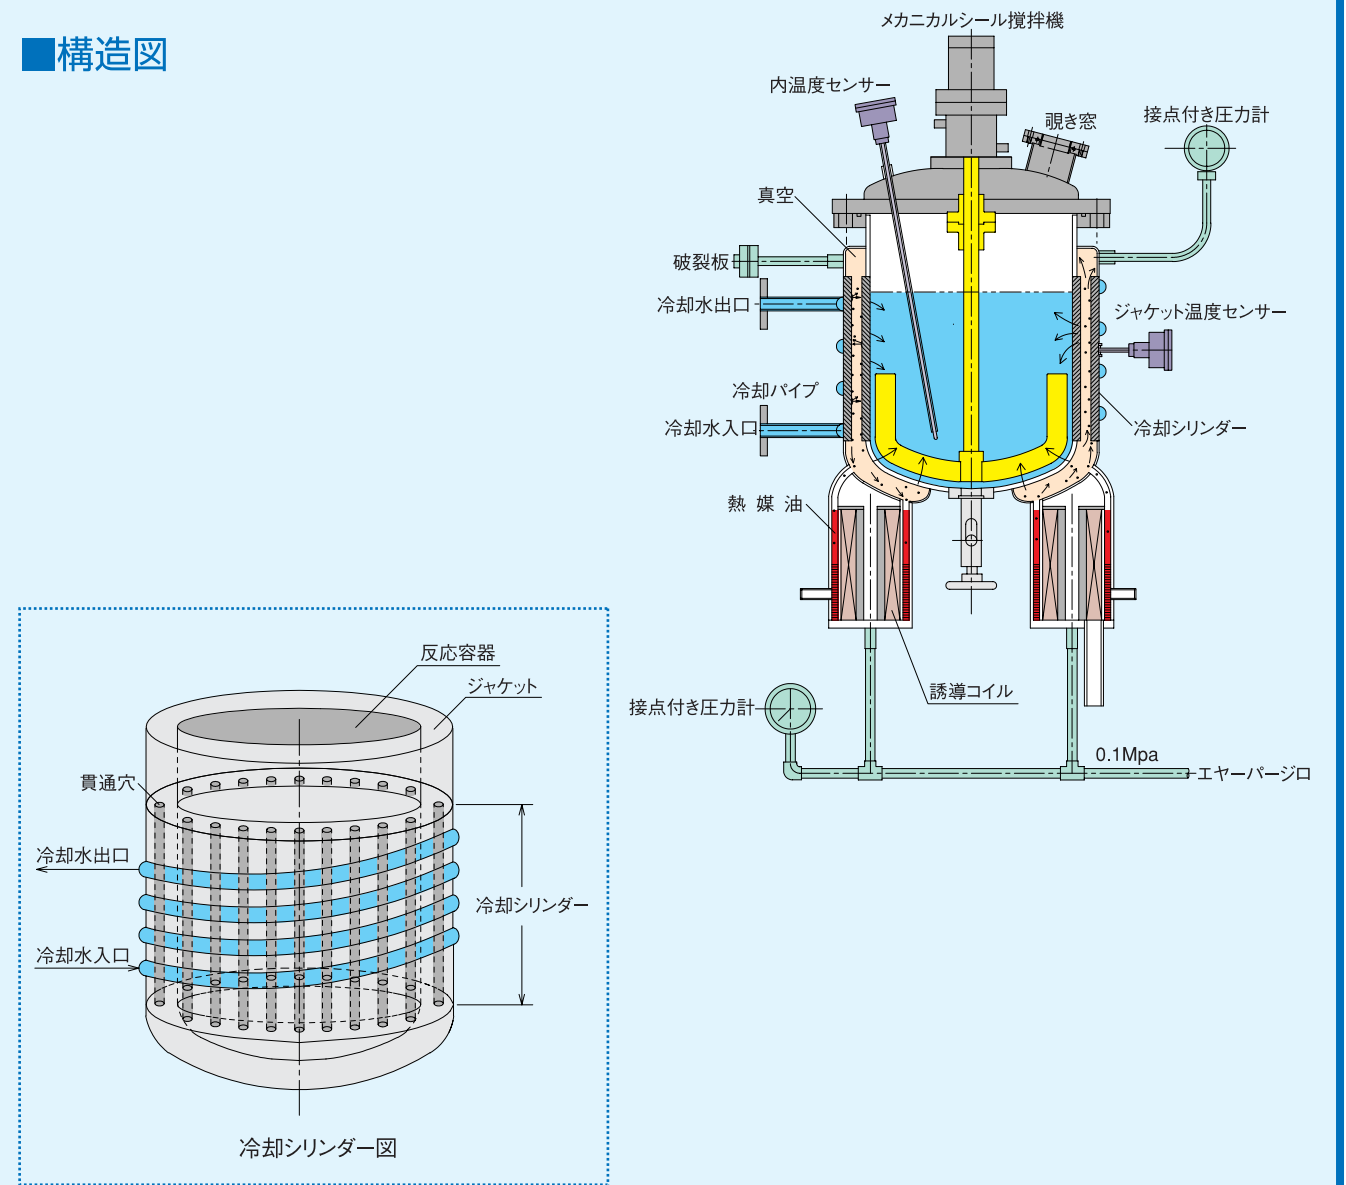 ■構造図
メカニカルシール撹拌機
内温度センサー
覗き窓
接点付き圧力計
真空
破裂板
冷却水出口
ジャケット温度センサー
冷却パイプ
冷却水入口
冷却シリンダー
熱 媒 油
誘導コイル
接点付き圧力計
0.1Mpa
エヤーパージロ
反応容器
ジャケット
貫通穴
冷却水出口
冷却シリンダー
冷却水入口
冷却シリンダー図